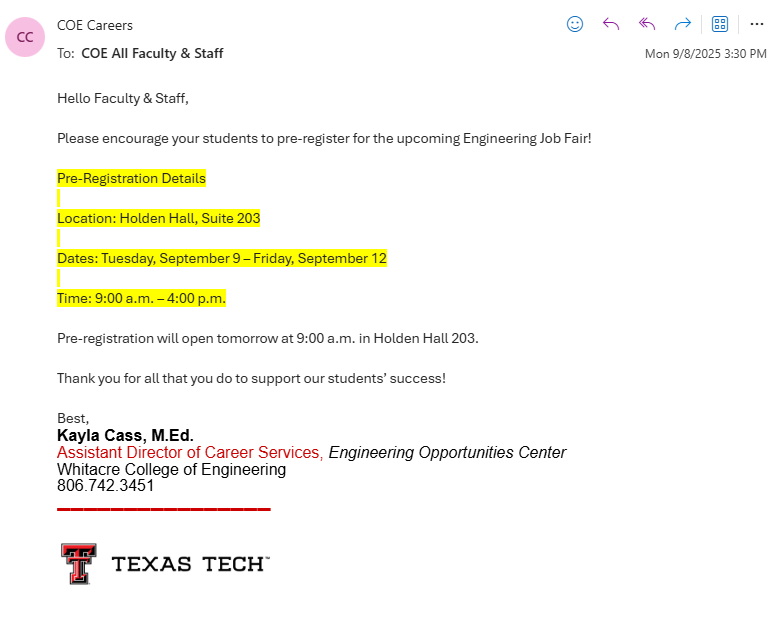 CC
COE Careers
To: COE All Faculty & Staff
Mon 9/8/2025 3:30 PM
Hello Faculty & Staff,
Please encourage your students to pre-register for the upcoming Engineering Job Fair!
Pre-Registration Details
Location: Holden Hall, Suite 203
Dates: Tuesday, September 9 – Friday, September 12
Time: 9:00 a.m. – 4:00 p.m.
Pre-registration will open tomorrow at 9:00 a.m. in Holden Hall 203.
Thank you for all that you do to support our students’ success!
Best,
Kayla Cass, M.Ed.
Assistant Director of Career Services, Engineering Opportunities Center
Whitacre College of Engineering
806.742.3451
TEXAS TECH™